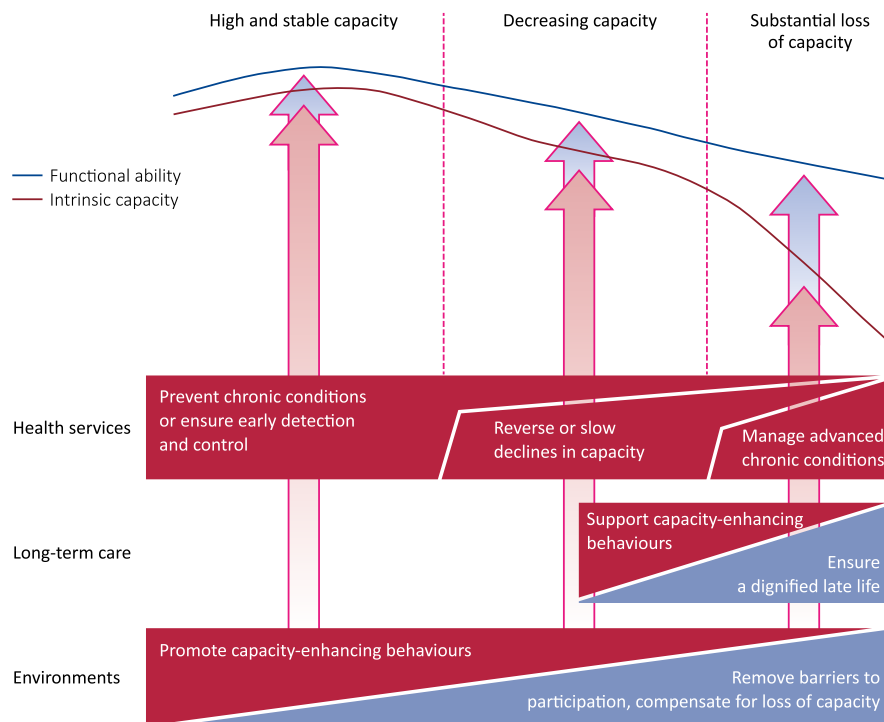 High and stable capacity
Decreasing capacity
Substantial loss
of capacity
Functional ability
Intrinsic capacity
Health services
Prevent chronic conditions
or ensure early detection
and control
Reverse or slow
declines in capacity
Manage advanced
chronic conditions
Long-term care
Support capacity-enhancing
behaviours
Ensure
a dignified late life
Environments
Promote capacity-enhancing behaviours
Remove barriers to
participation, compensate for loss of capacity